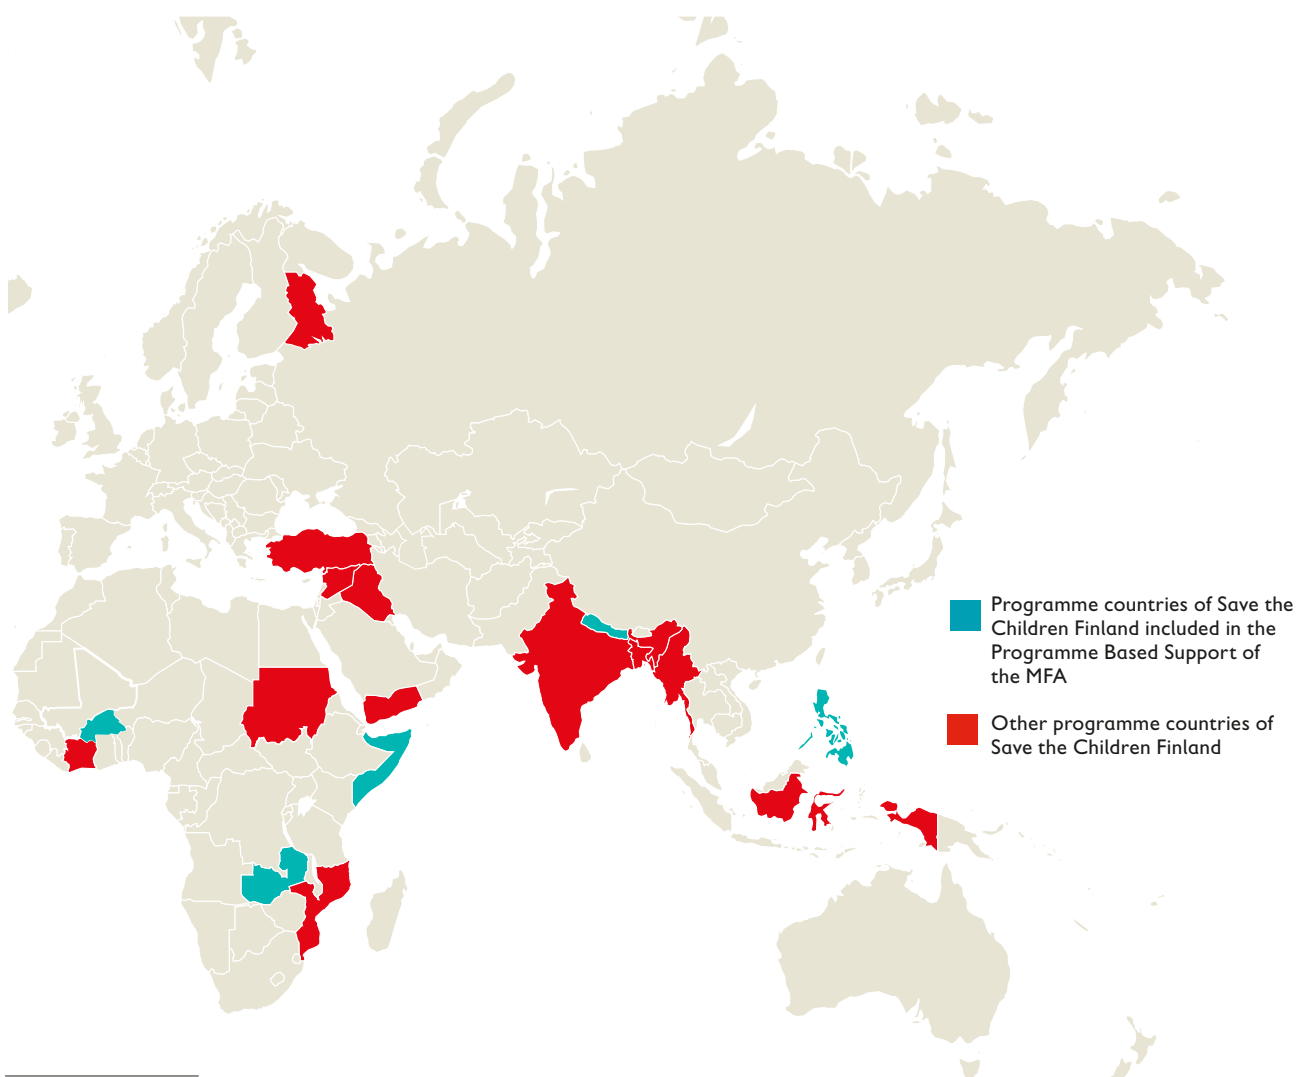 Programme countries of Save the
Children Finland included in the
Programme Based Support of
the MFA
Other programme countries of
Save the Children Finland